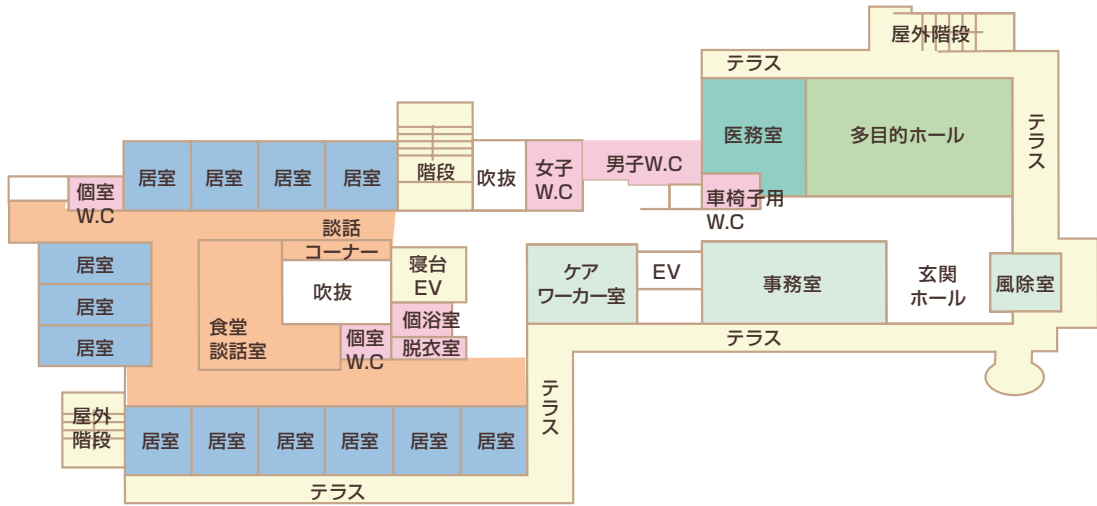 屋外階段
テラス
テラス
医務室
多目的ホール
居室
居室
居室
居室
階段
吹抜
女子
W.C
男子W.C
個室
W.C
車椅子用
W.C
談話
コーナー
居室
居室
居室
吹抜
寝台
EV
食堂
談話室
個浴室
個室
W.C
脱衣室
ケア
ワーカー室
EV
事務室
玄関
ホール
風除室
テラス
テラス
屋外
階段
居室
居室
居室
居室
居室
居室
テラス